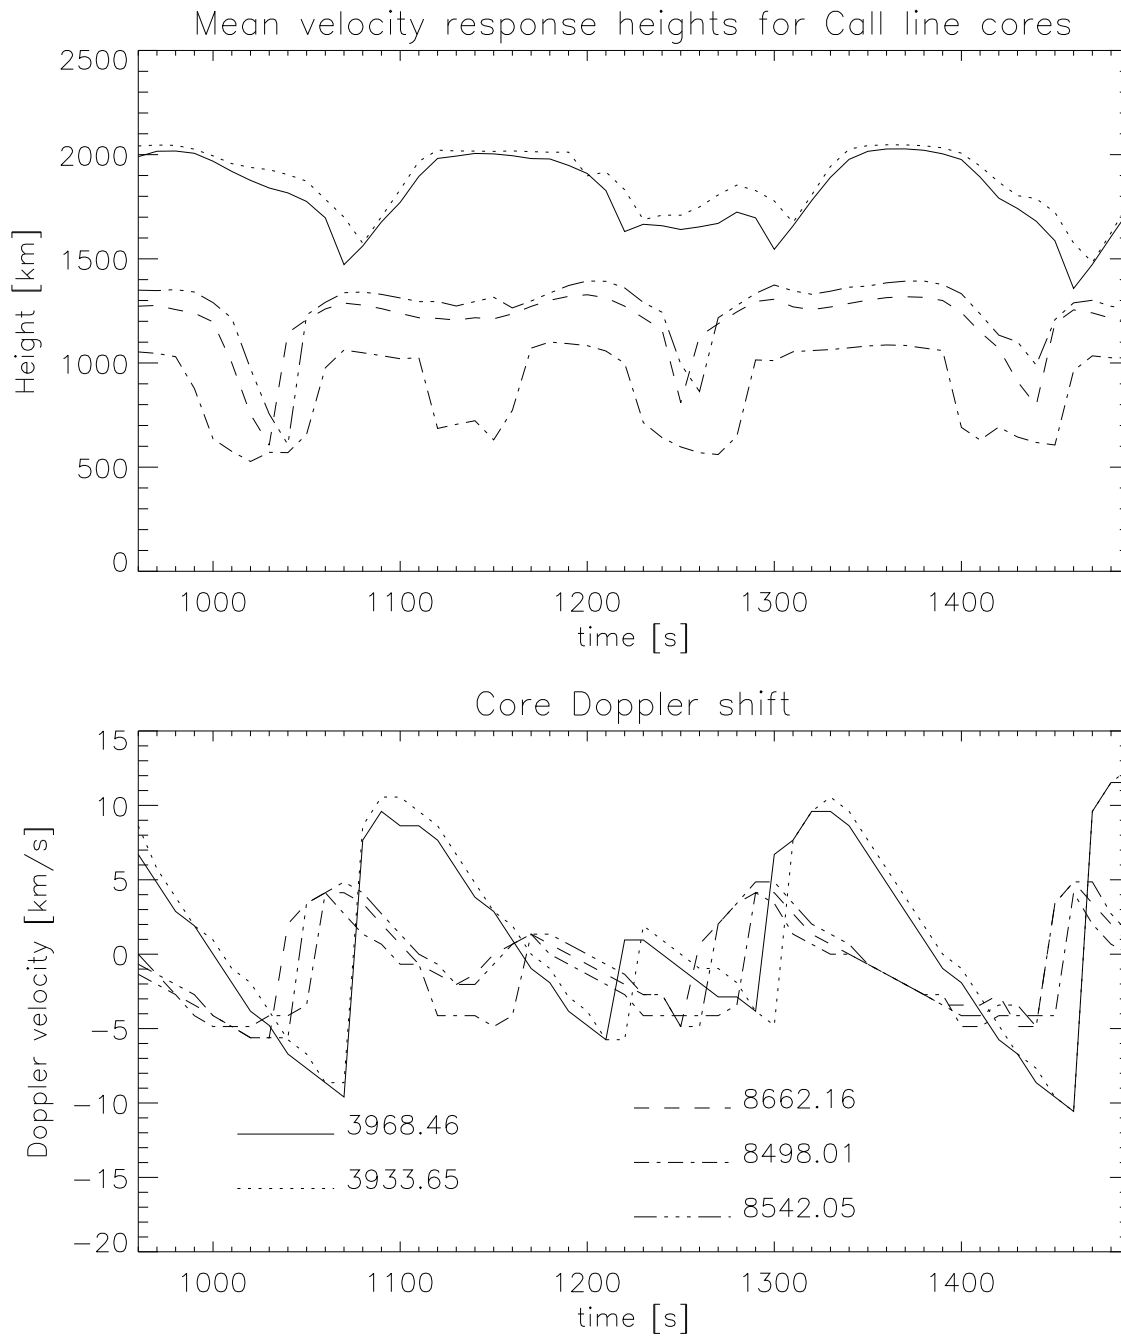 Mean velocity response heights for CaII line cores
2500
2000
1500
1000
500
0
Height [km]
1000 1100 1200 1300 1400
time [s]
Core Doppler shift
15
10
5
0
-5
-10
-15
-20
Doppler velocity [km/s]
3968.46
3933.65
8662.16
8498.01
8542.05
1000 1100 1200 1300 1400
time [s]